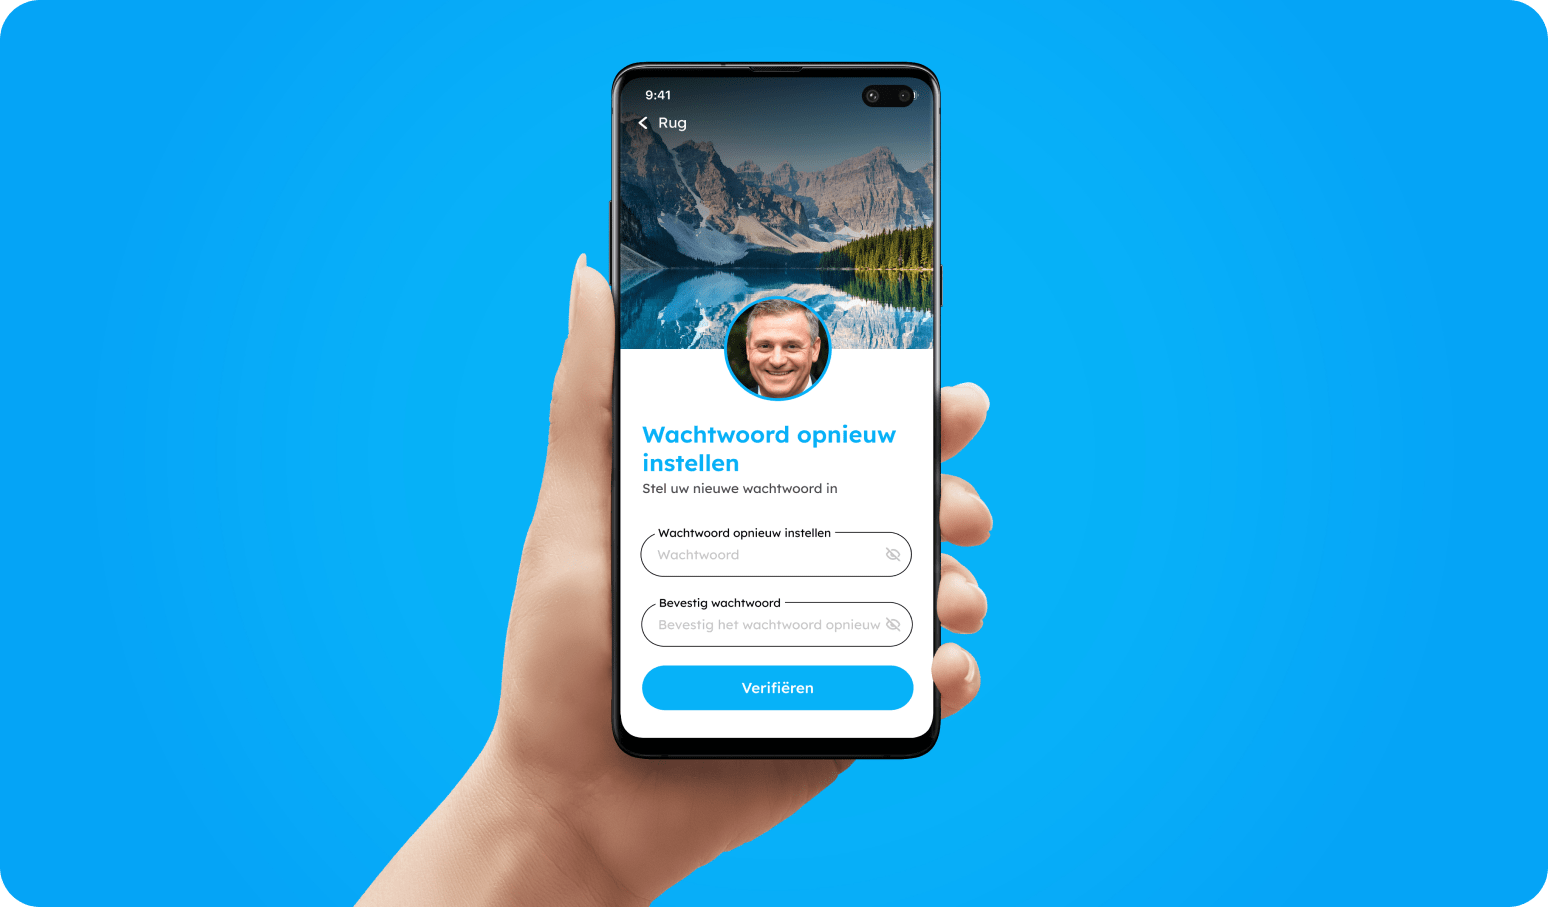 9:41
Rug
Wachtwoord opnieuw
instellen
Stel uw nieuwe wachtwoord in
Wachtwoord opnieuw instellen
Wachtwoord
Bevestig wachtwoord
Bevestig het wachtwoord opnieuw
Verifiëren